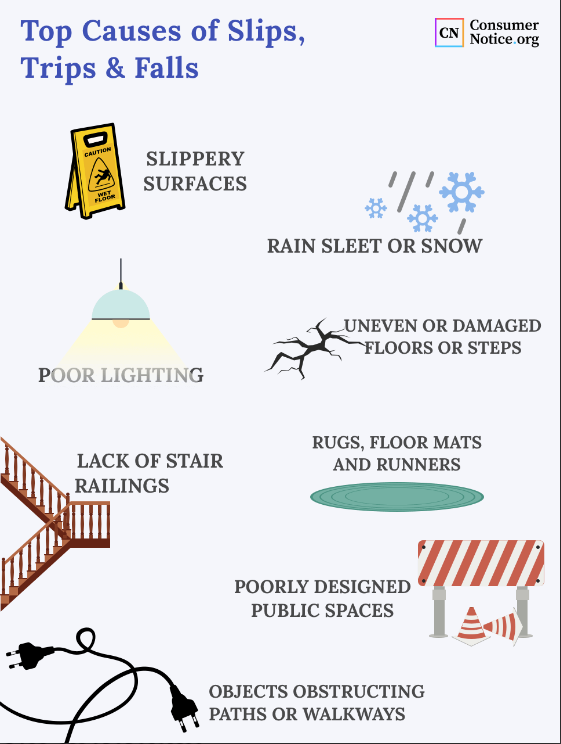 Top Causes of Slips,
Trips & Falls
CN
Consumer
Notice.org
CAUTION
WET
FLOOR
SLIPPERY
SURFACES
RAIN SLEET OR SNOW
POOR LIGHTING
UNEVEN OR DAMAGED
FLOORS OR STEPS
LACK OF STAIR
RAILINGS
RUGS, FLOOR MATS
AND RUNNERS
POORLY DESIGNED
PUBLIC SPACES
OBJECTS OBSTRUCTING
PATHS OR WALKWAYS